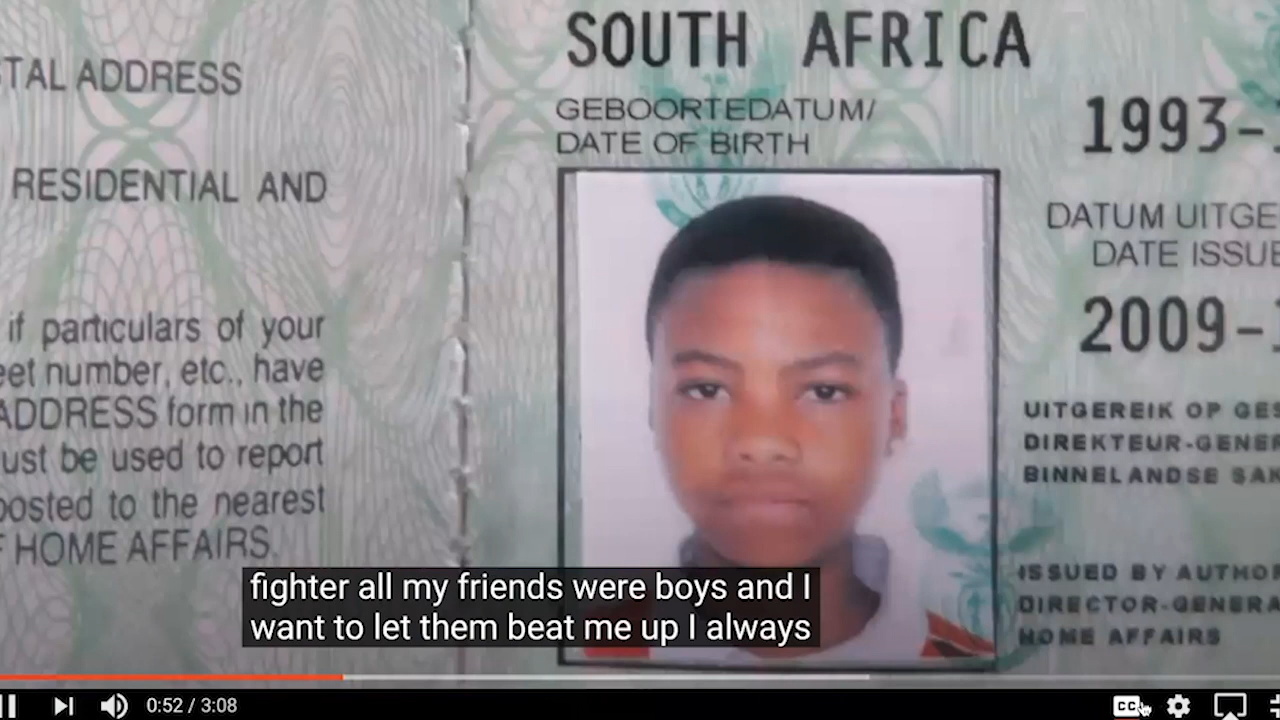 TAL ADDRESS
RESIDENTIAL AND
if particulars of your
eet number, etc., have
ADDRESS form in the
ust be used to report
posted to the nearest
F HOME AFFAIRS.
SOUTH AFRICA
GEBOORTEDATUM/
DATE OF BIRTH
1993-
DATUM UITGE
DATE ISSUE
2009-
UITGEREIK OP GES
DIREKTEUR-GENER
BINNELANDSE SAK
ISSUED BY AUTHOR
DIRECTOR-GENERA
HOME AFFAIRS
fighter all my friends were boys and I
want to let them beat me up I always
0:52 / 3:08
CC